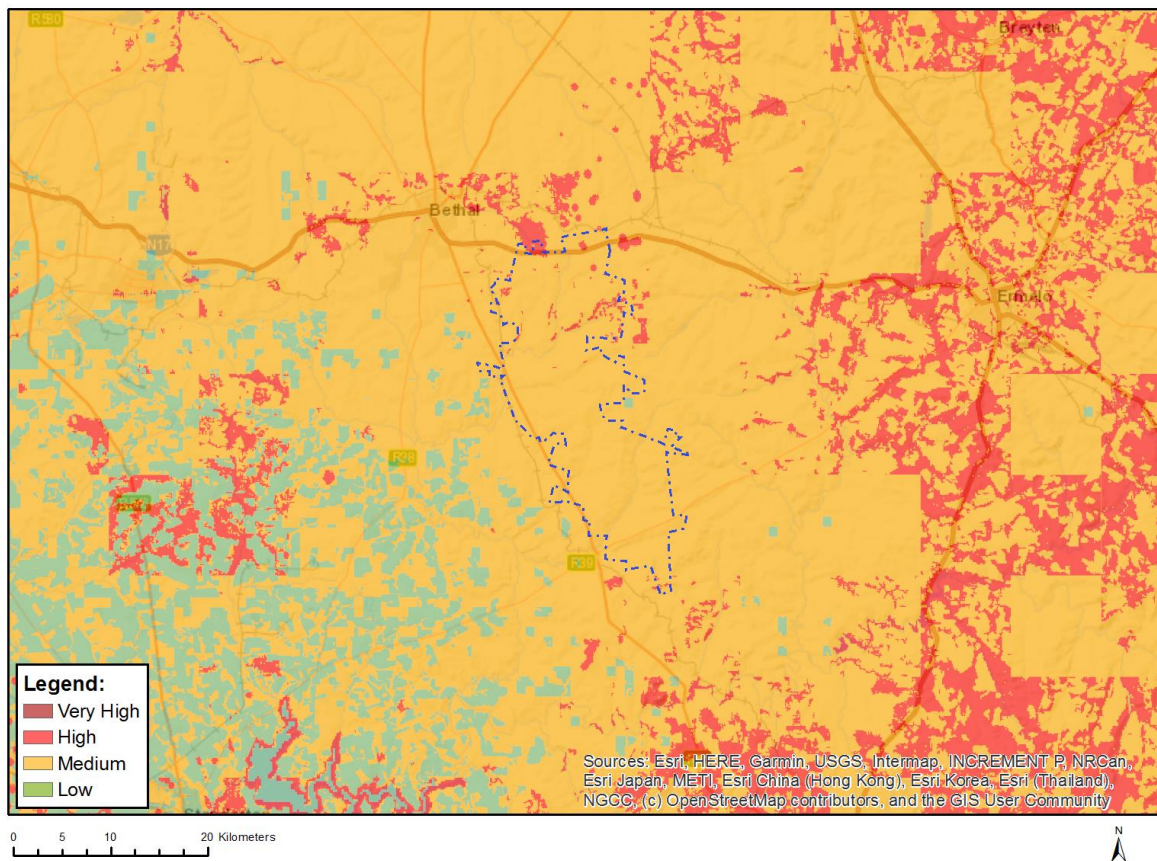 R580
Breyten
Bethal
N17
Ermelo
R38
R39
Legend:
Very High
High
Medium
Low
Sources: Esri, HERE, Garmin, USGS, Intermap, INCREMENT P, NRCan,
Esri Japan, METI, Esri China (Hong Kong), Esri Korea, Esri (Thailand),
NGCC, (c) OpenStreetMap contributors, and the GIS User Community
0 5 10 20 Kilometers
N